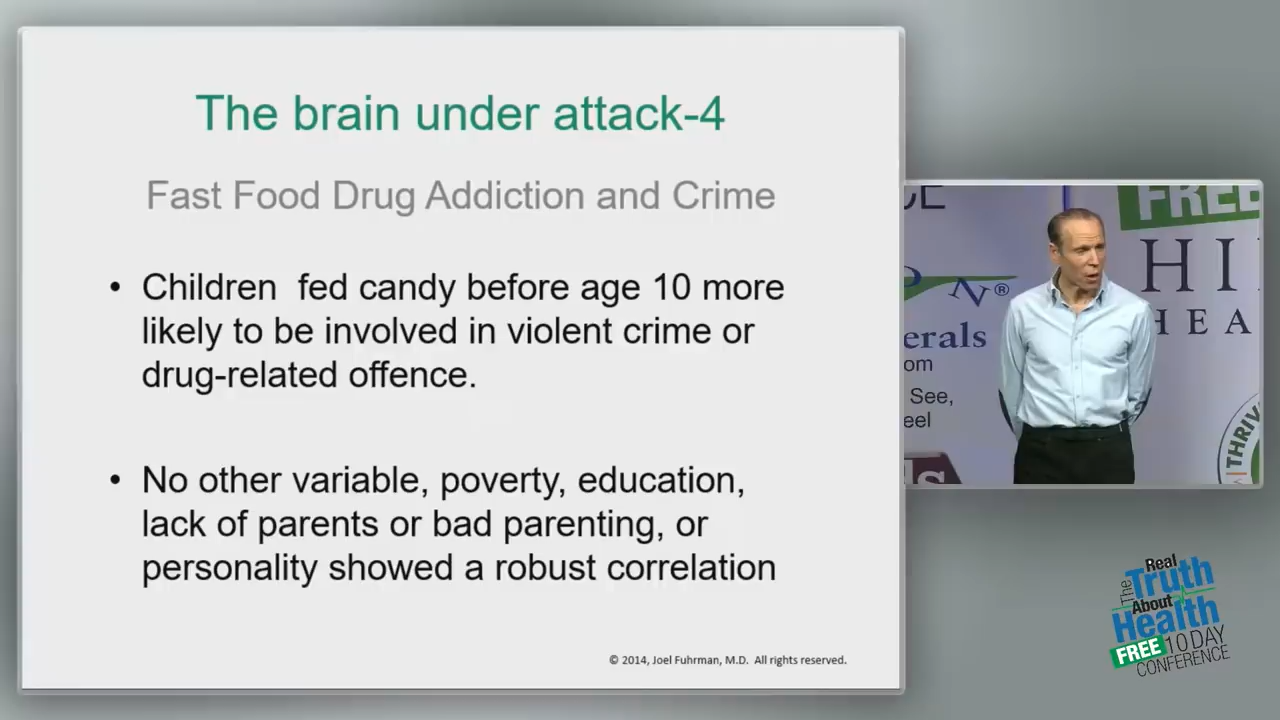 The brain under attack-4
Fast Food Drug Addiction and Crime
• Children fed candy before age 10 more
likely to be involved in violent crime or
drug-related offence.
• No other variable, poverty, education,
lack of parents or bad parenting, or
personality showed a robust correlation
© 2014, Joel Fuhrman, M.D. All rights reserved.
FREE
HI
HEA
N®
erals
om
See,
eel
THRIV
The Real
Truth
About
Health
FREE 10 DAY
CONFERENCE